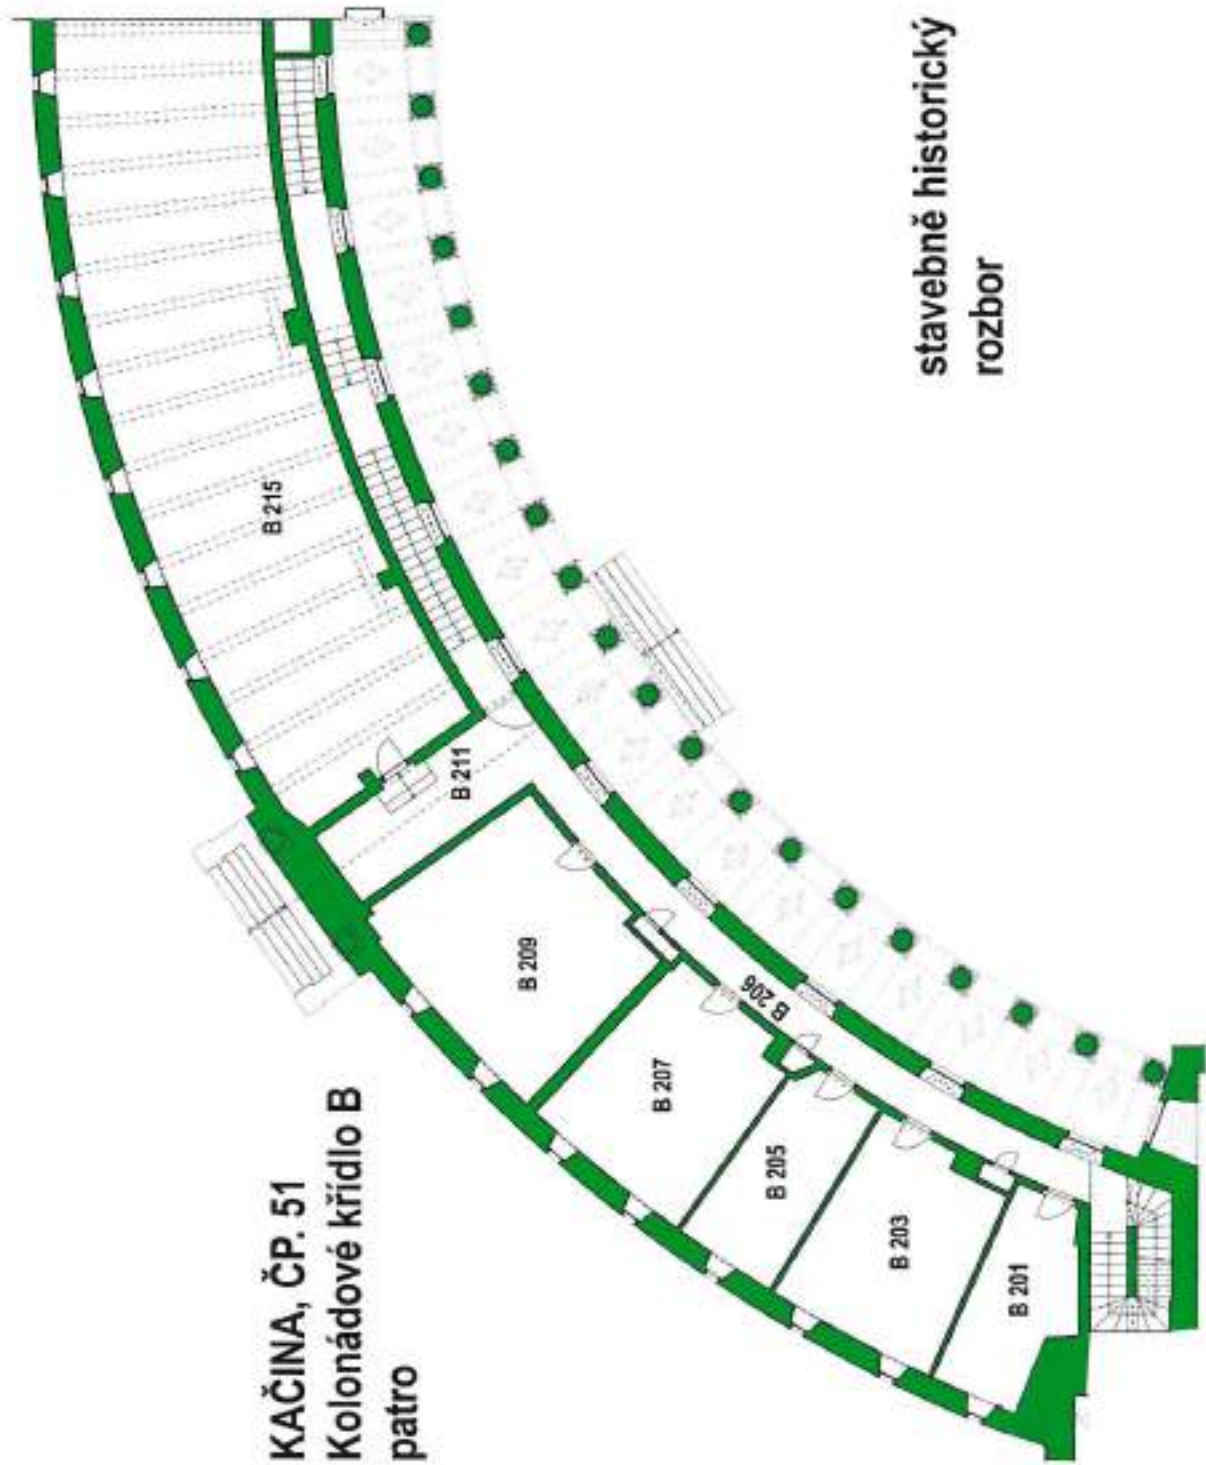 KAČINA, ČP. 51
Kolonádové křídlo B
patro
stavebně historický
rozbor
B 201
B 203
B 205
B 207
B 206
B 209
B 211
B 215